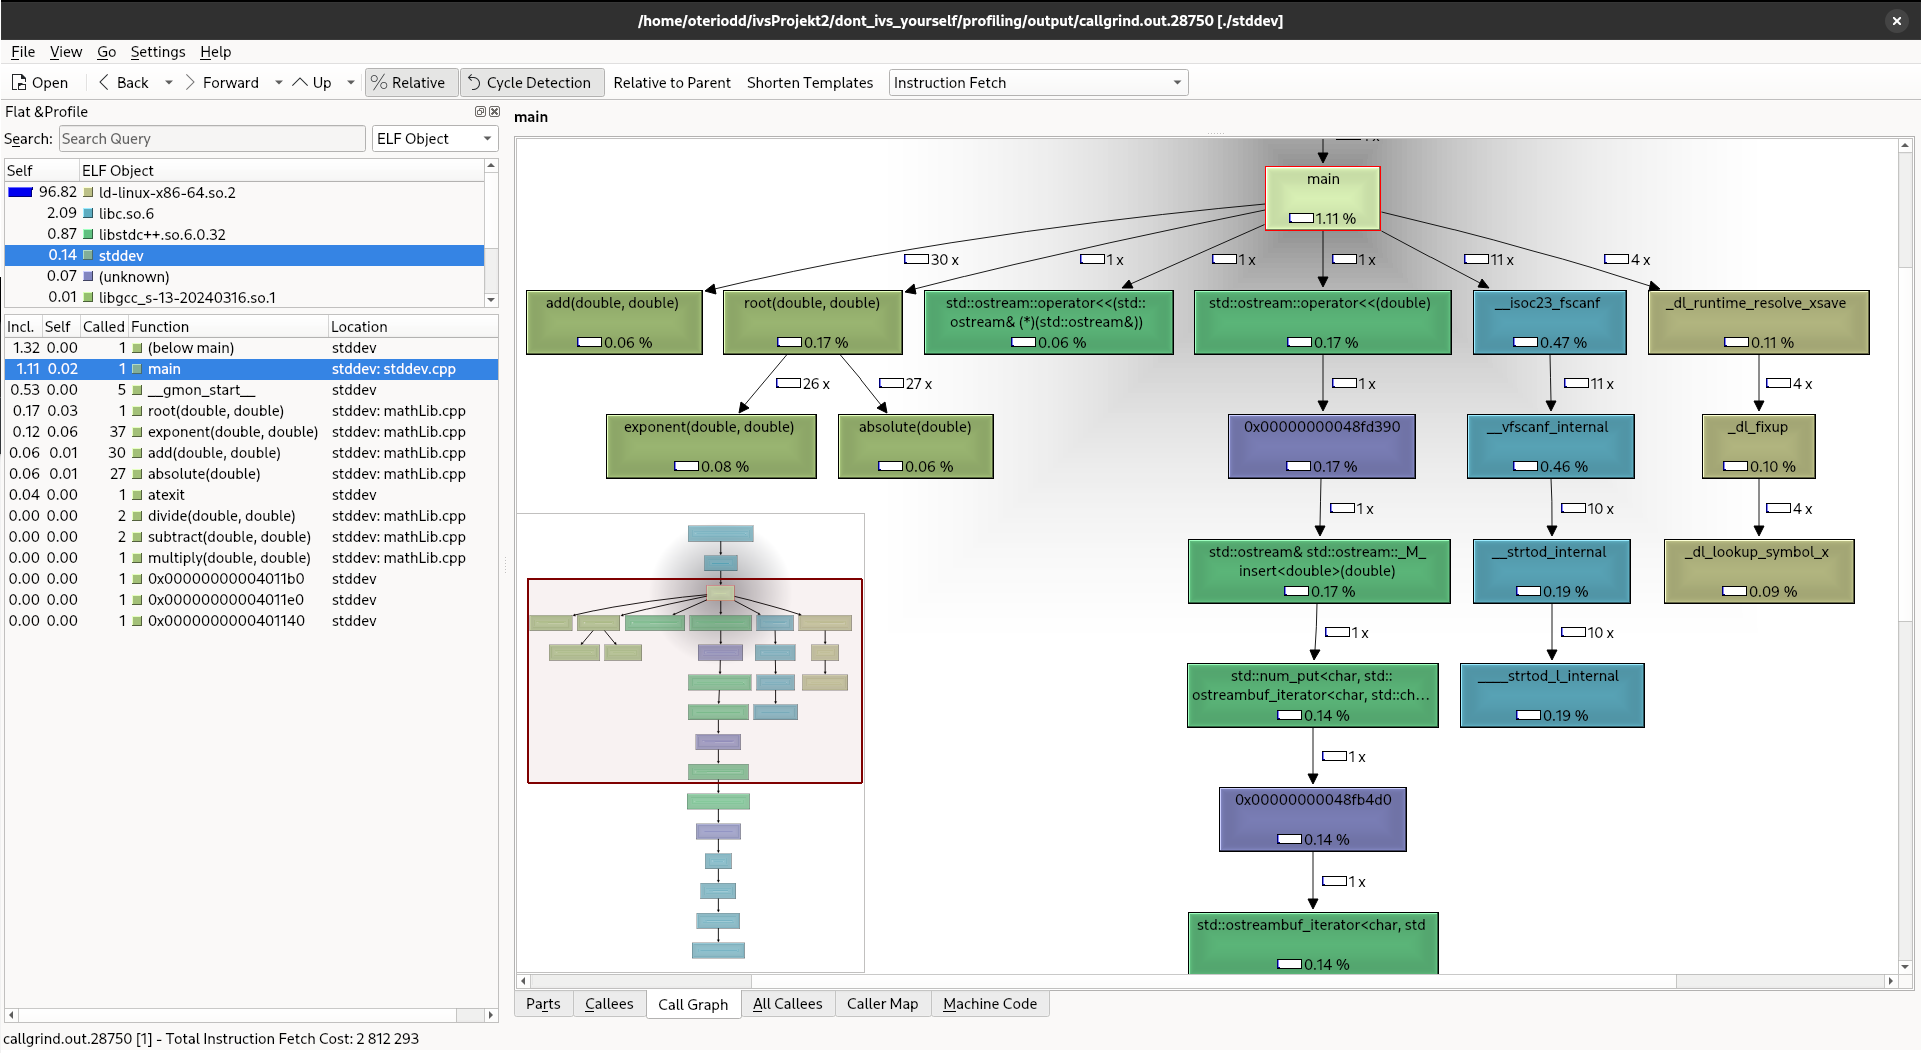 /home/oteriodd/ivsProjekt2/dont_ivs_yourself/profiling/output/callgrind.out.28750 [./stddev]
File View Go Settings Help
Open Back Forward Up Relative Cycle Detection Relative to Parent Shorten Templates Instruction Fetch
Flat &Profile
Search: Search Query ELF Object
Self ELF Object
96.82 ld-linux-x86-64.so.2
2.09 libc.so.6
0.87 libstdc++.so.6.0.32
0.14 stddev
0.07 (unknown)
0.01 libgcc_s-13-20240316.so.1
Incl. Self Called Function Location
1.32 0.00 1 (below main) stddev
1.11 0.02 1 main stddev: stddev.cpp
0.53 0.00 5 __gmon_start__ stddev
0.17 0.03 1 root(double, double) stddev: mathLib.cpp
0.12 0.06 37 exponent(double, double) stddev: mathLib.cpp
0.06 0.01 30 add(double, double) stddev: mathLib.cpp
0.06 0.01 27 absolute(double) stddev: mathLib.cpp
0.04 0.00 1 atexit stddev
0.00 0.00 2 divide(double, double) stddev: mathLib.cpp
0.00 0.00 2 subtract(double, double) stddev: mathLib.cpp
0.00 0.00 1 multiply(double, double) stddev: mathLib.cpp
0.00 0.00 1 0x00000000004011b0 stddev
0.00 0.00 1 0x00000000004011e0 stddev
0.00 0.00 1 0x0000000000401140 stddev
main
main
1.11 %
30 x 1 x 1 x 1 x 11 x 4 x
add(double, double)
0.06 %
root(double, double)
0.17 %
std::ostream::operator<<(std::
ostream& (*)(std::ostream&))
0.06 %
std::ostream::operator<<(double)
0.17 %
__isoc23_fscanf
0.47 %
_dl_runtime_resolve_xsave
0.11 %
26 x 27 x 1 x 11 x 4 x
exponent(double, double)
0.08 %
absolute(double)
0.06 %
0x00000000048fd390
0.17 %
__vfscanf_internal
0.46 %
_dl_fixup
0.10 %
1 x 10 x 4 x
std::ostream& std::ostream::_M_
insert<double>(double)
0.17 %
__strtod_internal
0.19 %
_dl_lookup_symbol_x
0.09 %
1 x 10 x
std::num_put<char, std::
ostreambuf_iterator<char, std::ch...
0.14 %
____strtod_l_internal
0.19 %
1 x
0x00000000048fb4d0
0.14 %
1 x
std::ostreambuf_iterator<char, std
0.14 %
Parts Callees Call Graph All Callees Caller Map Machine Code
callgrind.out.28750 [1] - Total Instruction Fetch Cost: 2 812 293